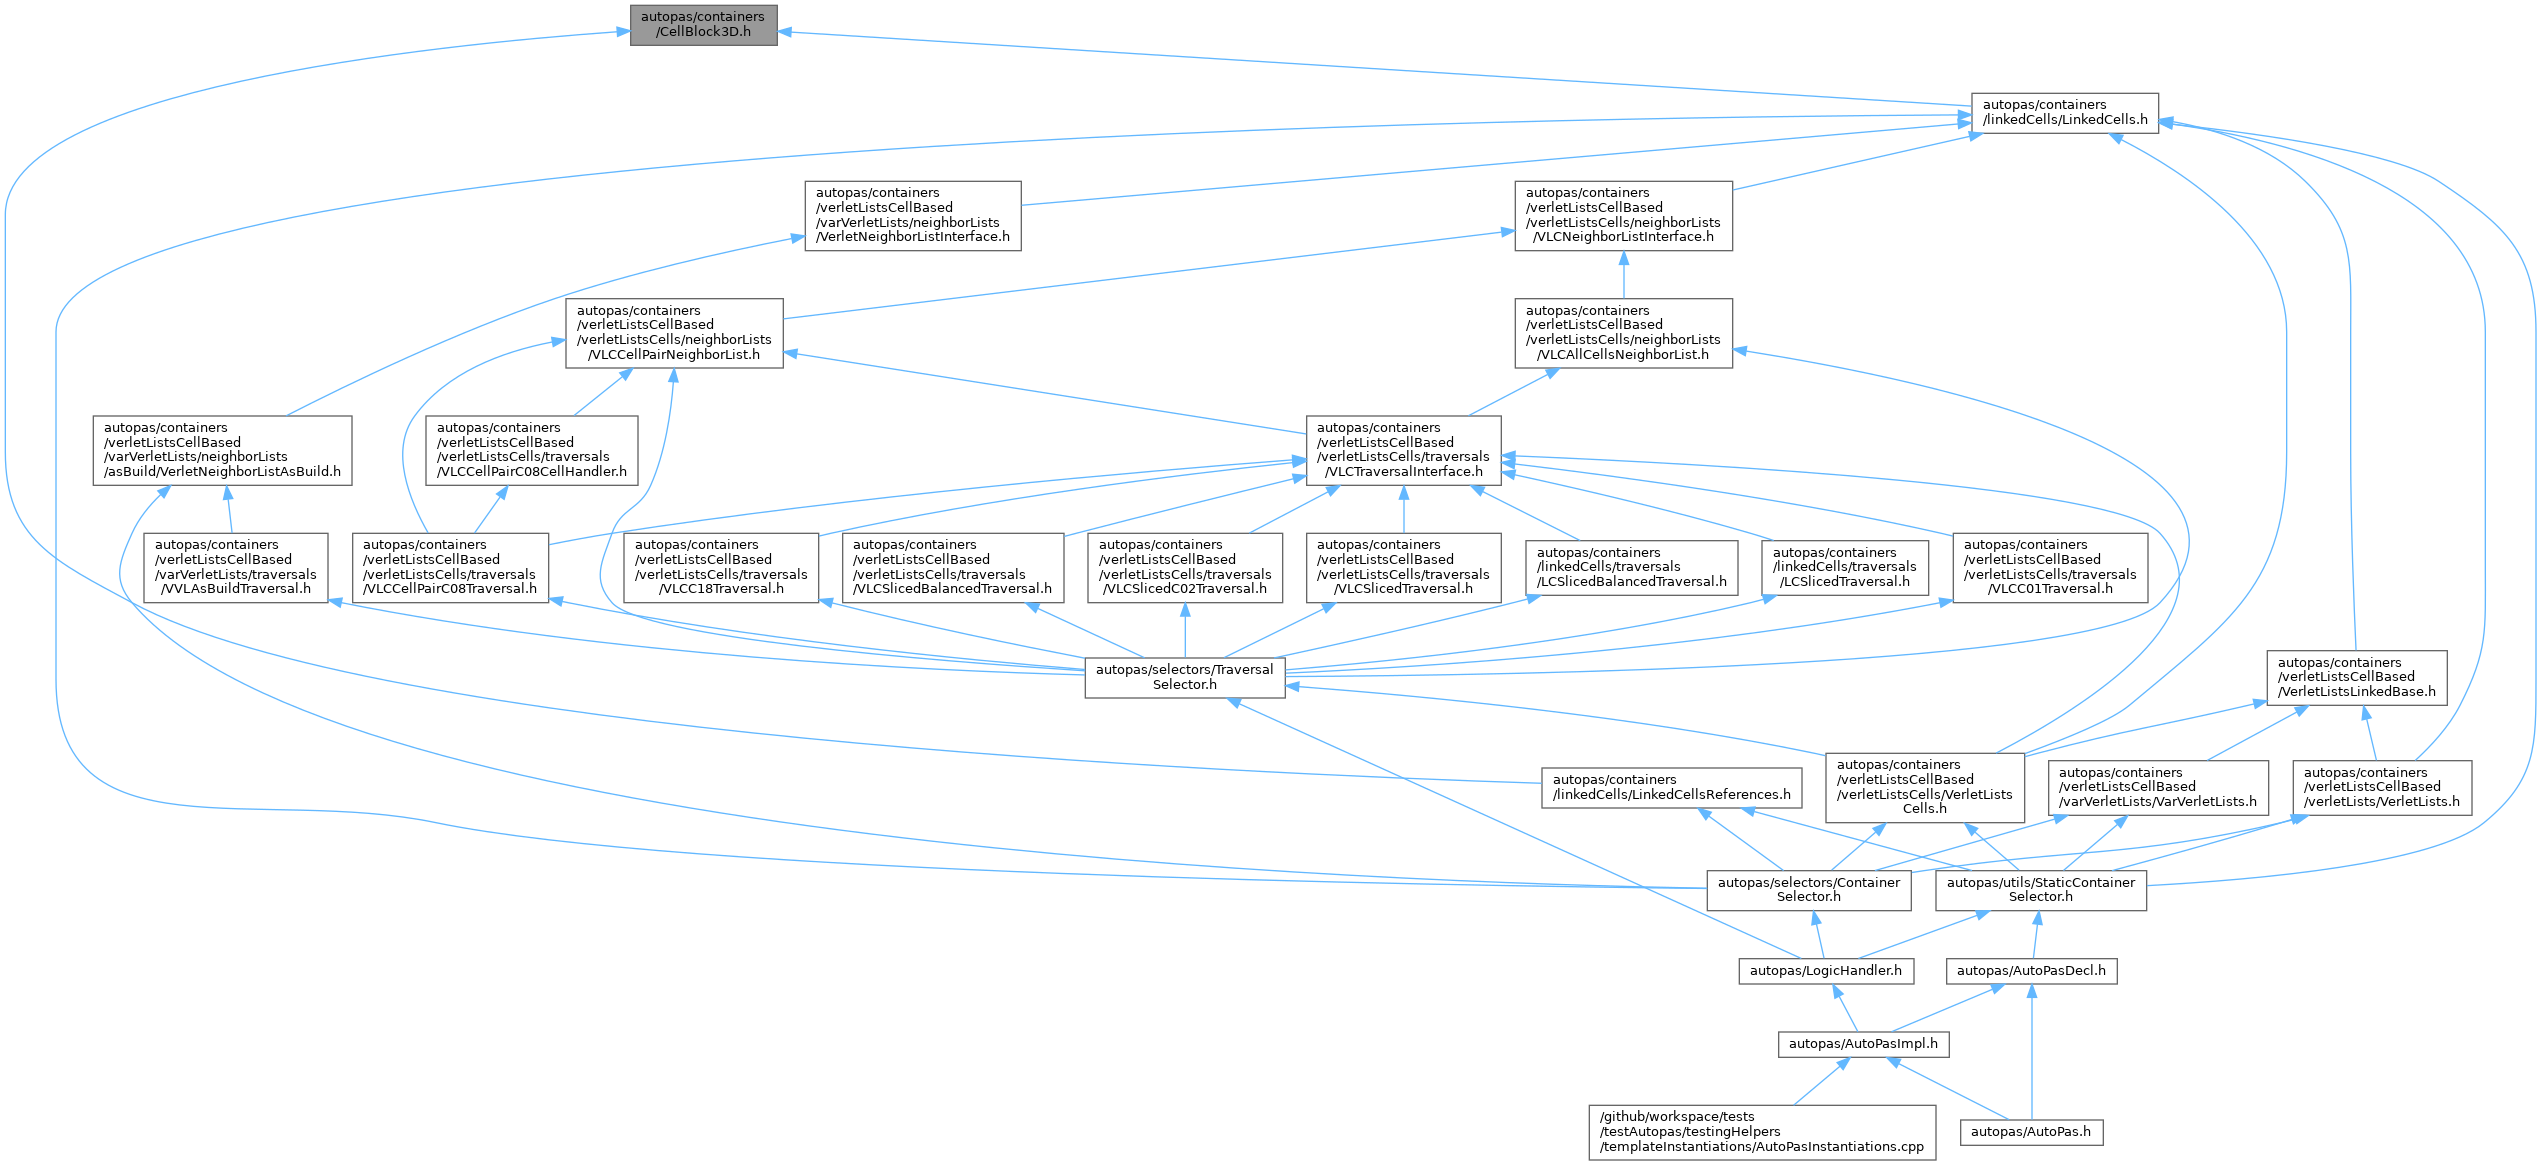 autopas/containers
/CellBlock3D.h
autopas/containers
/linkedCells/LinkedCells.h
autopas/containers
/verletListsCellBased
/varVerletLists/neighborLists
/VerletNeighborListInterface.h
autopas/containers
/verletListsCellBased
/verletListsCells/neighborLists
/VLCNeighborListInterface.h
autopas/containers
/verletListsCellBased
/verletListsCells/neighborLists
/VLCCellPairNeighborList.h
autopas/containers
/verletListsCellBased
/verletListsCells/neighborLists
/VLCAllCellsNeighborList.h
autopas/containers
/verletListsCellBased
/varVerletLists/neighborLists
/asBuild/VerletNeighborListAsBuild.h
autopas/containers
/verletListsCellBased
/verletListsCells/traversals
/VLCCellPairC08CellHandler.h
autopas/containers
/verletListsCellBased
/verletListsCells/traversals
/VLCTraversalInterface.h
autopas/containers
/verletListsCellBased
/varVerletLists/traversals
/VVLAsBuildTraversal.h
autopas/containers
/verletListsCellBased
/verletListsCells/traversals
/VLCCellPairC08Traversal.h
autopas/containers
/verletListsCellBased
/verletListsCells/traversals
/VLCC18Traversal.h
autopas/containers
/verletListsCellBased
/verletListsCells/traversals
/VLCSlicedBalancedTraversal.h
autopas/containers
/verletListsCellBased
/verletListsCells/traversals
/VLCSlicedC02Traversal.h
autopas/containers
/verletListsCellBased
/verletListsCells/traversals
/VLCSlicedTraversal.h
autopas/containers
/linkedCells/traversals
/LCSlicedBalancedTraversal.h
autopas/containers
/linkedCells/traversals
/LCSlicedTraversal.h
autopas/containers
/verletListsCellBased
/verletListsCells/traversals
/VLCC01Traversal.h
autopas/selectors/Traversal
Selector.h
autopas/containers
/verletListsCellBased
/VerletListsLinkedBase.h
autopas/containers
/linkedCells/LinkedCellsReferences.h
autopas/containers
/verletListsCellBased
/verletListsCells/VerletLists
Cells.h
autopas/containers
/verletListsCellBased
/varVerletLists/VarVerletLists.h
autopas/containers
/verletListsCellBased
/verletLists/VerletLists.h
autopas/selectors/Container
Selector.h
autopas/utils/StaticContainer
Selector.h
autopas/LogicHandler.h
autopas/AutoPasDecl.h
autopas/AutoPasImpl.h
/github/workspace/tests
/testAutopas/testingHelpers
/templateInstantiations/AutoPasInstantiations.cpp
autopas/AutoPas.h